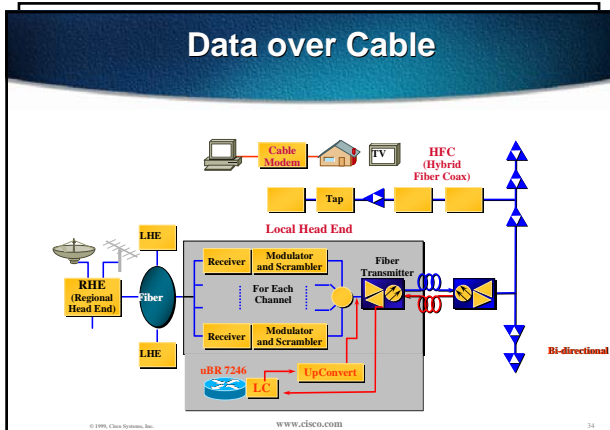 Data over Cable
Cable
Modem
TV
HFC
(Hybrid
Fiber Coax)
Tap
Local Head End
LHE
Receiver
Modulator
and Scrambler
Fiber
Transmitter
RHE
(Regional
Head End)
Fiber
For Each
Channel
Receiver
Modulator
and Scrambler
LHE
Bi-directional
uBR 7246
LC
UpConvert
© 1999, Cisco Systems, Inc.
www.cisco.com
34